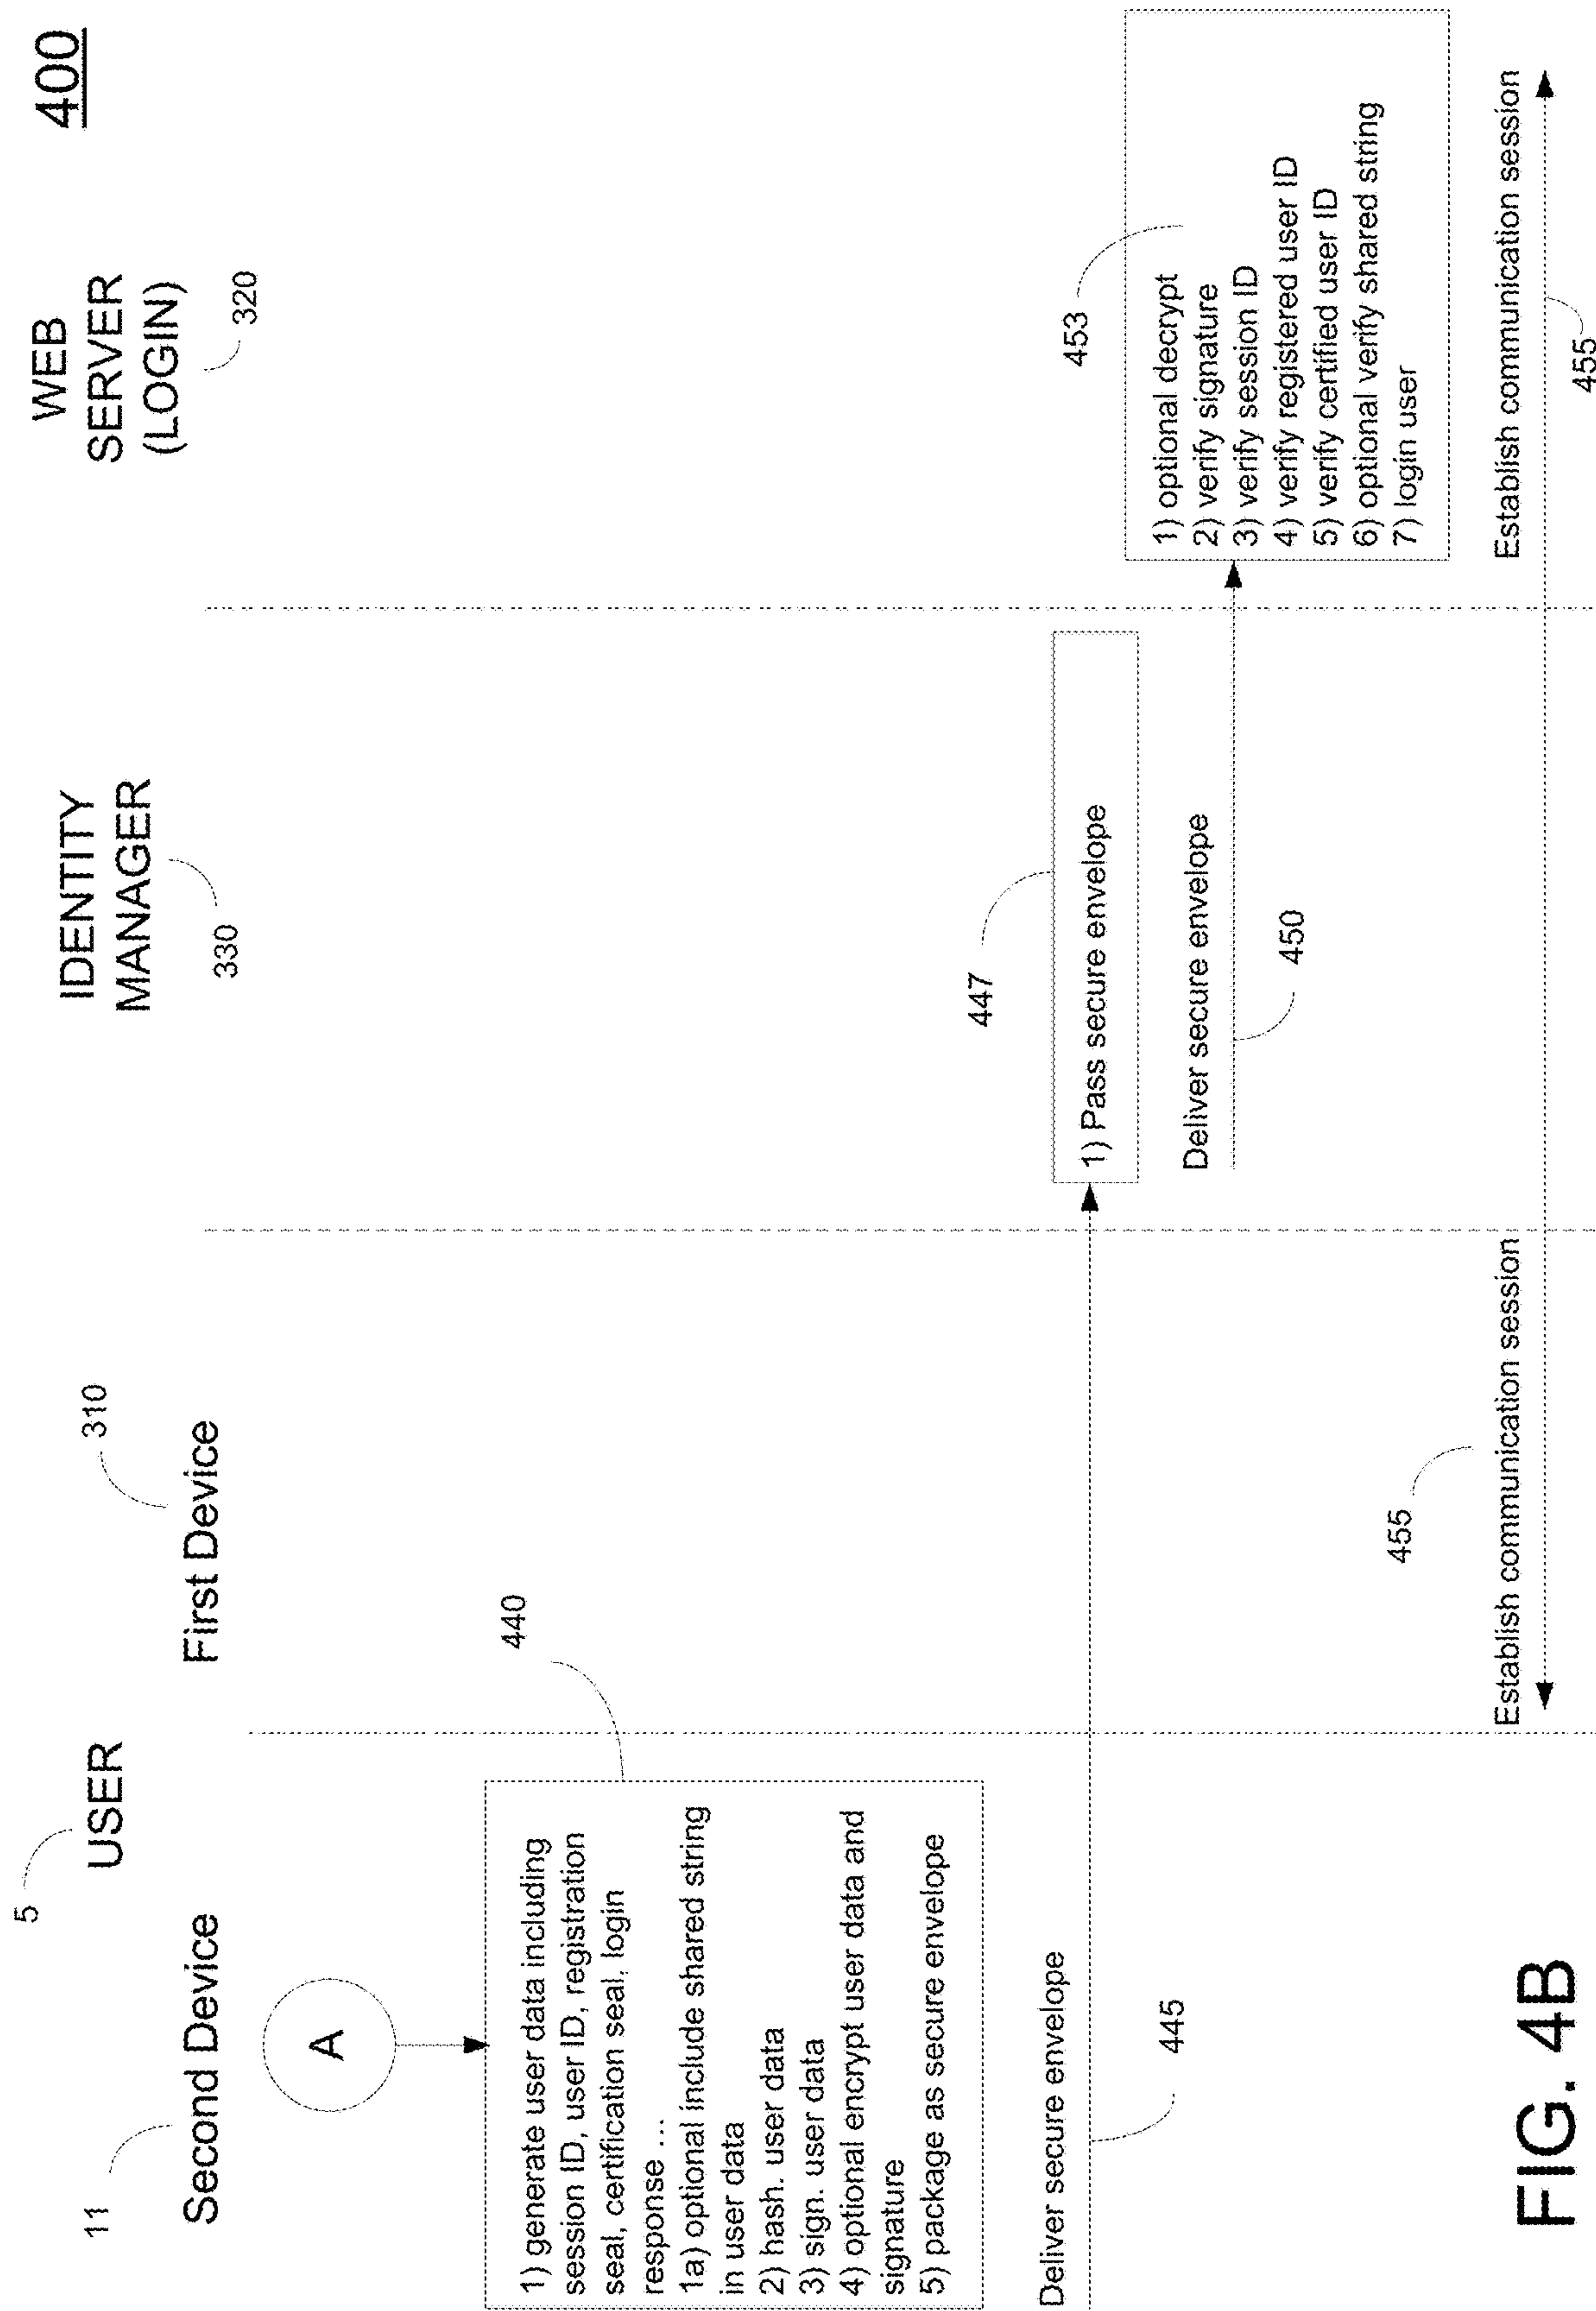 400
5
USER
11
Second Device
310
First Device
IDENTITY
MANAGER
330
WEB
SERVER
(LOGIN)
320
A
440
1) generate user data including
session ID, user ID, registration
seal, certification seal, login
response ...
1a) optional include shared string
in user data
2) hash. user data
3) sign. user data
4) optional encrypt user data and
signature
5) package as secure envelope
Deliver secure envelope
445
447
1) Pass secure envelope
Deliver secure envelope
450
453
1) optional decrypt
2) verify signature
3) verify session ID
4) verify registered user ID
5) verify certified user ID
6) optional verify shared string
7) login user
455
Establish communication session
Establish communication session
455
FIG. 4B